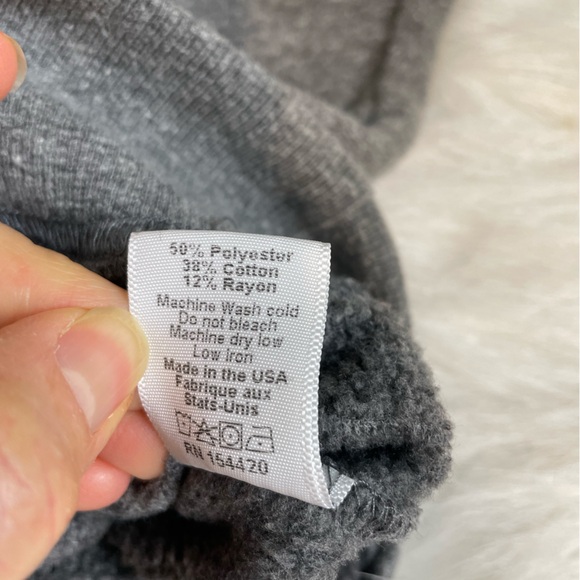 50% Polyester
38% Cotton
12% Rayon
Machine Wash cold
Do not bleach
Machine dry low
Low iron
Made in the USA
Fabrique aux
Stats-Unis
RN 154420